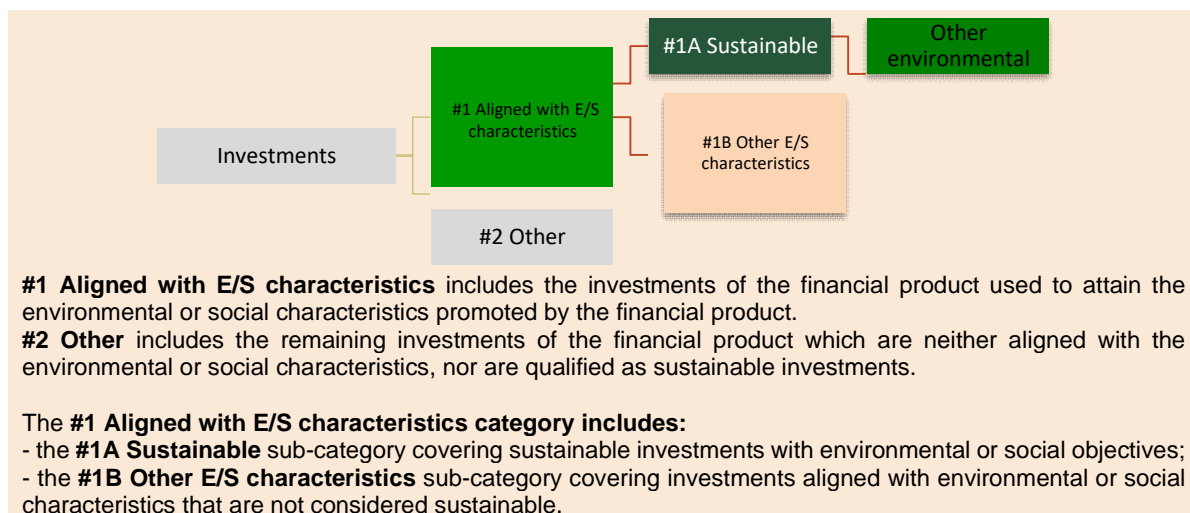 #1A Sustainable
Other
environmental
#1 Aligned with E/S
characteristics
#1B Other E/S
characteristics
Investments
#2 Other
#1 Aligned with E/S characteristics includes the investments of the financial product used to attain the
environmental or social characteristics promoted by the financial product.
#2 Other includes the remaining investments of the financial product which are neither aligned with the
environmental or social characteristics, nor are qualified as sustainable investments.
The #1 Aligned with E/S characteristics category includes:
- the #1A Sustainable sub-category covering sustainable investments with environmental or social objectives;
- the #1B Other E/S characteristics sub-category covering investments aligned with environmental or social
characteristics that are not considered sustainable.